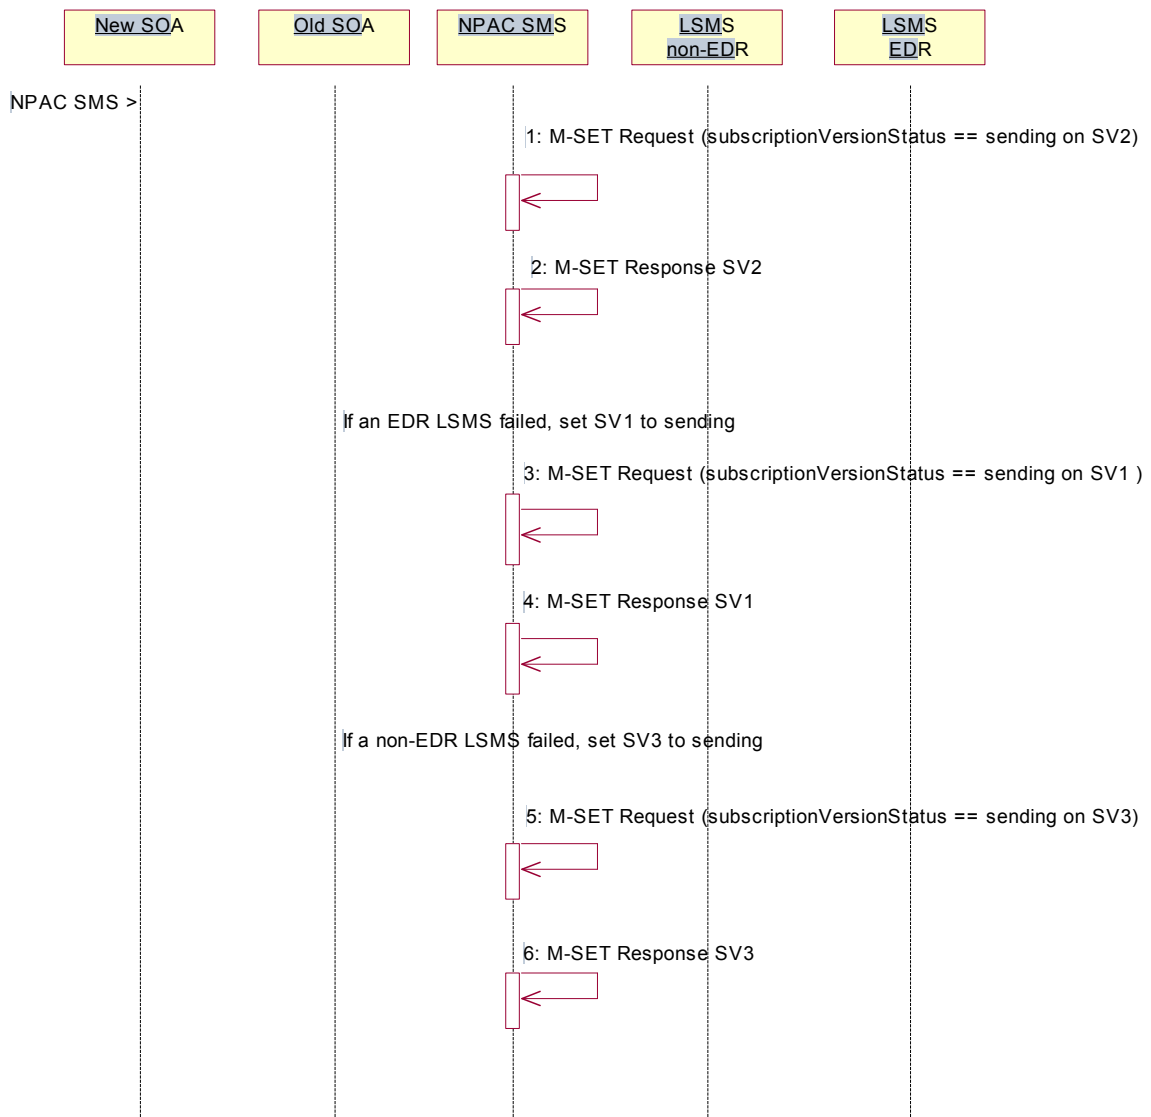 New SOA
Old SOA
NPAC SMS
LSMS
non-EDR
LSMS
EDR
NPAC SMS >
1: M-SET Request (subscriptionVersionStatus == sending on SV2)
2: M-SET Response SV2
If an EDR LSMS failed, set SV1 to sending
3: M-SET Request (subscriptionVersionStatus == sending on SV1 )
4: M-SET Response SV1
If a non-EDR LSMS failed, set SV3 to sending
5: M-SET Request (subscriptionVersionStatus == sending on SV3)
6: M-SET Response SV3